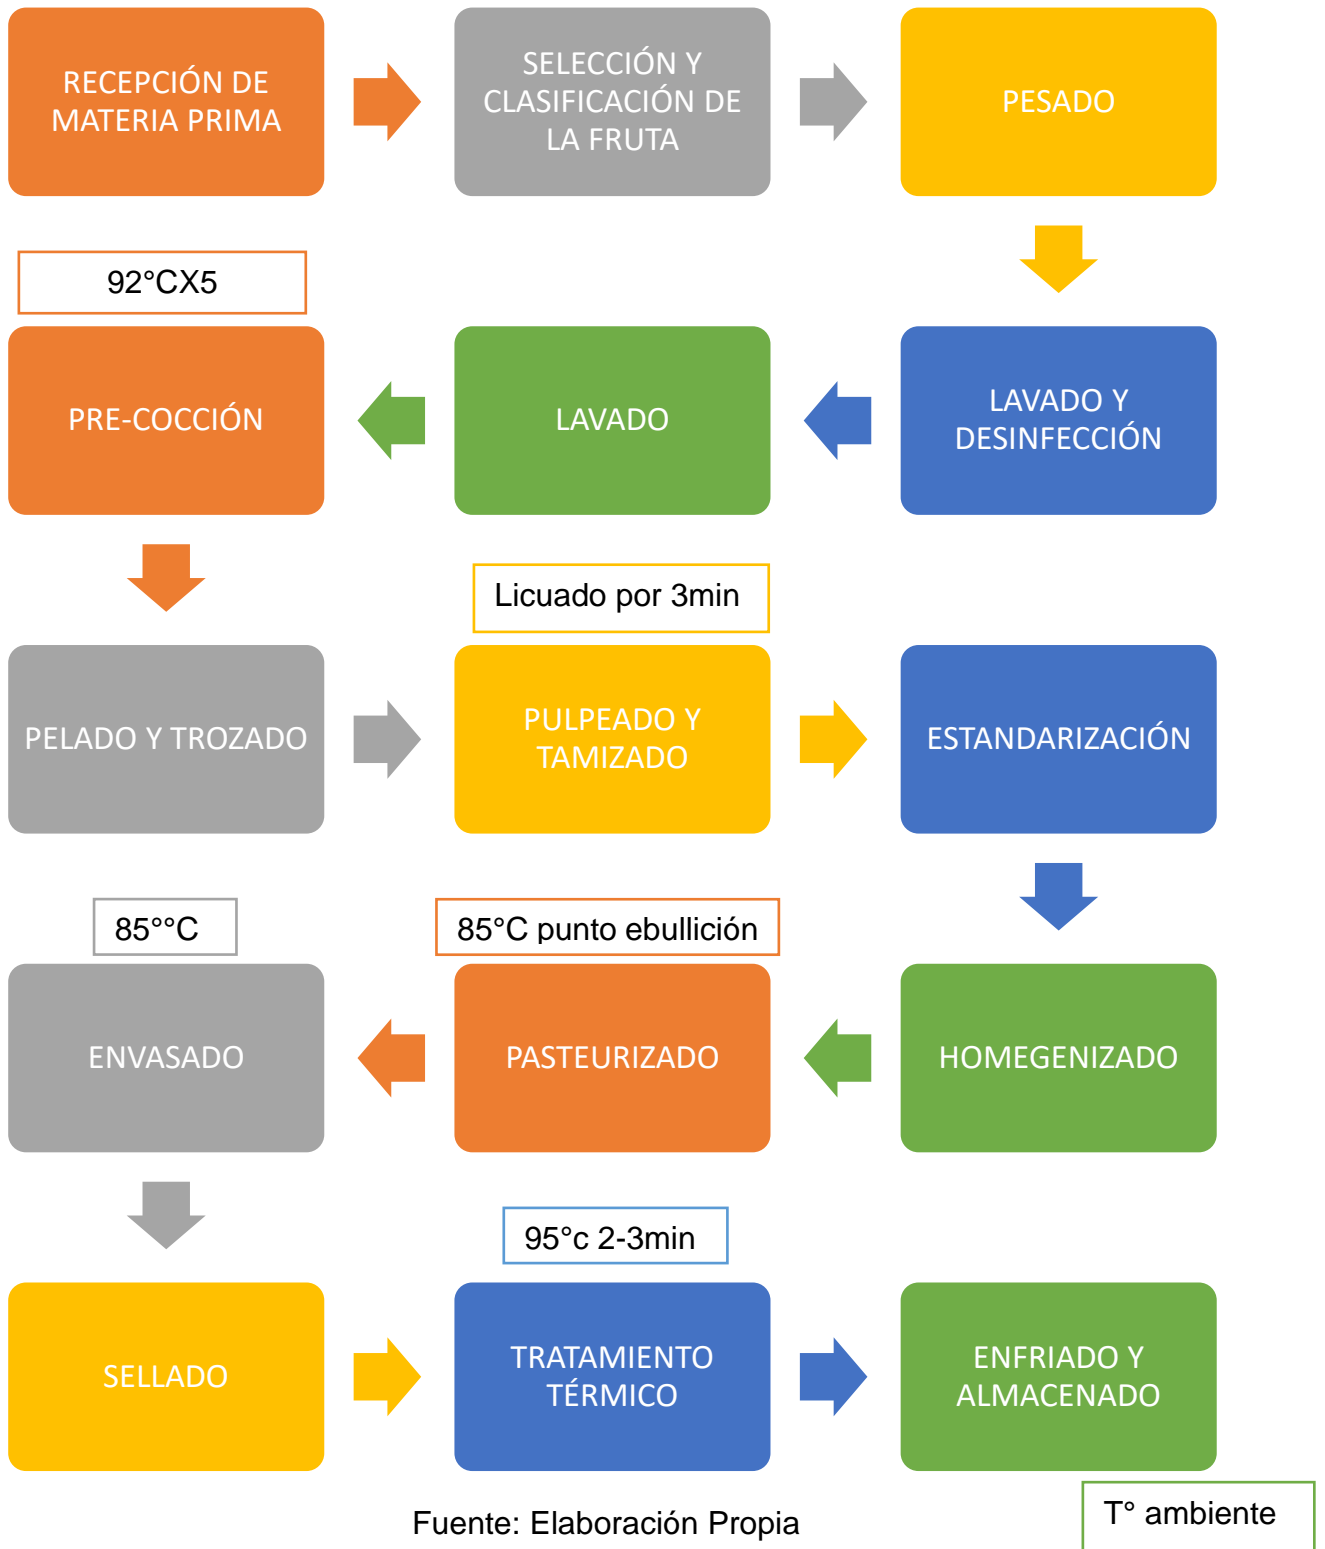 RECEPCIÓN DE
MATERIA PRIMA
SELECCIÓN Y
CLASIFICACIÓN DE
LA FRUTA
PESADO
92°CX5
PRE-COCCIÓN
LAVADO
LAVADO Y
DESINFECCIÓN
Licuado por 3min
PELADO Y TROZADO
PULPEADO Y
TAMIZADO
ESTANDARIZACIÓN
85°°C
85°C punto ebullición
ENVASADO
PASTEURIZADO
HOMEGENIZADO
95°c 2-3min
SELLADO
TRATAMIENTO
TÉRMICO
ENFRIADO Y
ALMACENADO
T° ambiente
Fuente: Elaboración Propia